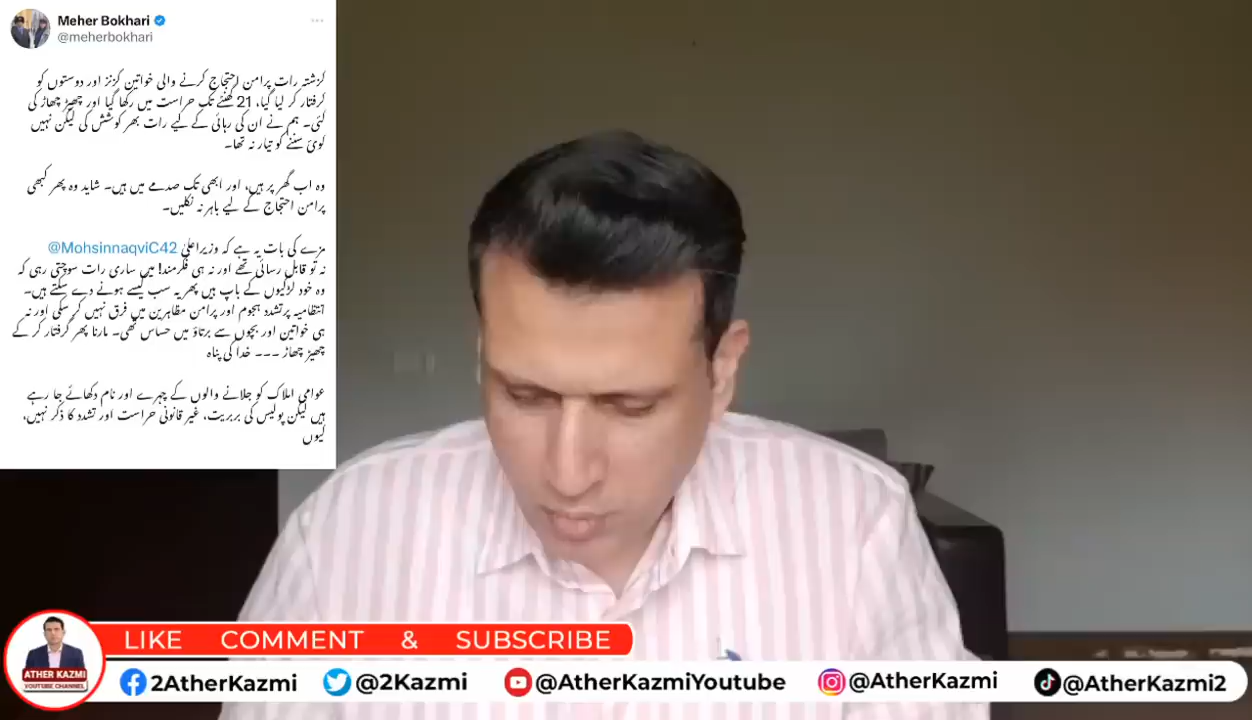 Meher Bokhari
@meherbokhari
گزشتہ رات پرامن احتجاج کرنے والی خواتین کزنز اور دوستوں کو
گرفتار کر لیا گیا، 21 گھنٹے تک حراست میں رکھا گیا اور چھیڑ چھاڑ کی
گئی۔ ہم نے ان کی رہائی کے لیے رات بھر کوشش کی لیکن نہیں
کوئ سننے کو تیار نہ تھا۔
وہ اب گھر پر ہیں، اور ابھی تک صدمے میں ہیں۔ شاید وہ پھر کبھی
پرامن احتجاج کے لیے باہر نہ نکلیں۔
مزے کی بات یہ ہے کہ وزیراعلیٰ @MohsinnaqviC42
نہ تو قابل رسائی تھے اور نہ ہی فکرمند! میں ساری رات سوچتی رہی کہ
وہ خود لڑکیوں کے باپ ہیں پھر یہ سب کیسے ہونے دے سکتے ہیں۔
انتظامیہ پرتشدد ہجوم اور پرامن مظاہرین میں فرق نہیں کر سکی اور نہ
ہی خواتین اور بچوں سے برتاؤ میں حساس تھی۔ مارنا پھر گرفتار کر کے
چھیڑ چھاڑ ۔۔۔ خدا کی پناہ
عوامی املاک کو جلانے والوں کے چہرے اور نام دکھائے جا رہے
ہیں لیکن پولیس کی بربریت، غیر قانونی حراست اور تشدد کا ذکر نہیں،
کیوں
LIKE COMMENT & SUBSCRIBE
ATHER KAZMI
YOUTUBE CHANNEL
2AtherKazmi @2Kazmi @AtherKazmiYoutube @AtherKazmi @AtherKazmi2